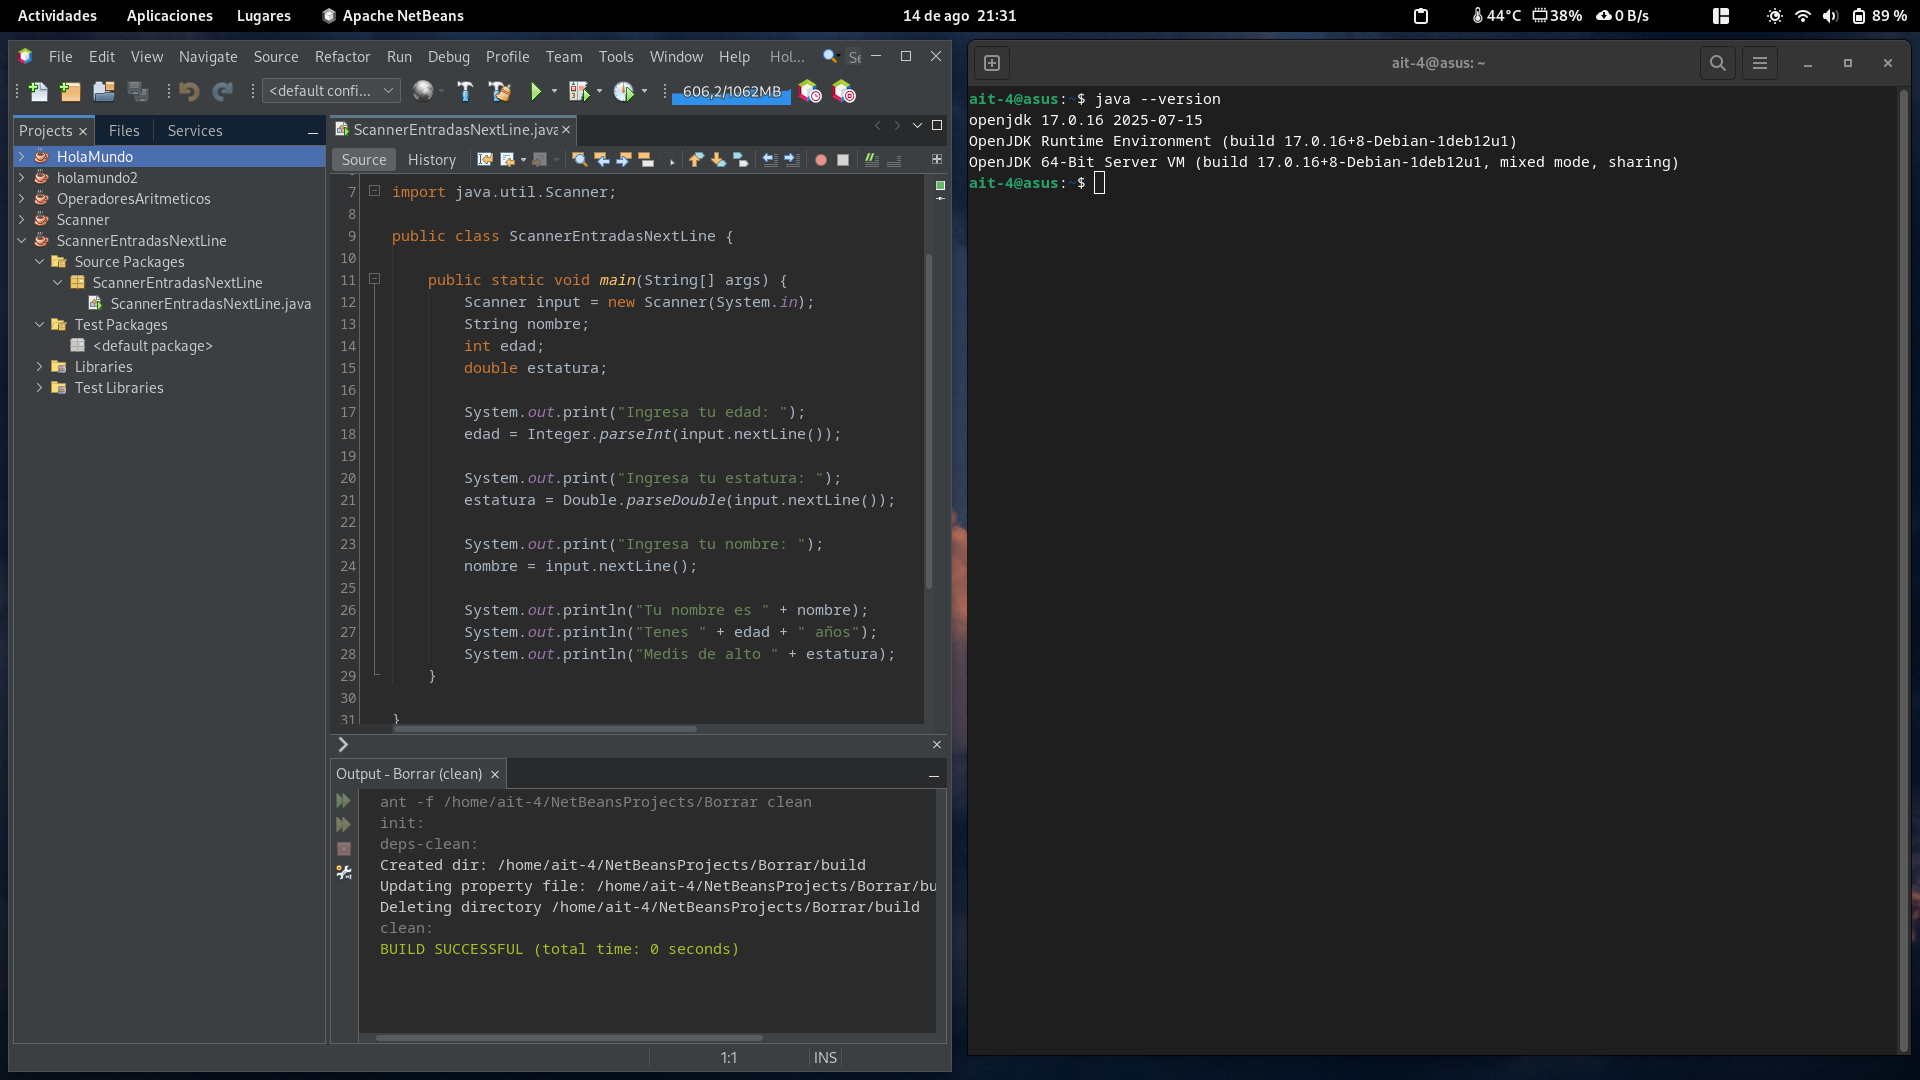 Actividades Aplicaciones Lugares Apache NetBeans 14 de ago 21:31 44°C 38% 0 B/s 89 %
File Edit View Navigate Source Refactor Run Debug Profile Team Tools Window Help Hol... Se
<default confi... 606,2/1062MB
Projects Files Services
HolaMundo
holamundo2
OperadoresAritmeticos
Scanner
ScannerEntradasNextLine
Source Packages
ScannerEntradasNextLine
ScannerEntradasNextLine.java
Test Packages
<default package>
Libraries
Test Libraries
ScannerEntradasNextLine.java
Source History
7 import java.util.Scanner;
8
9 public class ScannerEntradasNextLine {
10
11 public static void main(String[] args) {
12 Scanner input = new Scanner(System.in);
13 String nombre;
14 int edad;
15 double estatura;
16
17 System.out.print("Ingresa tu edad: ");
18 edad = Integer.parseInt(input.nextLine());
19
20 System.out.print("Ingresa tu estatura: ");
21 estatura = Double.parseDouble(input.nextLine());
22
23 System.out.print("Ingresa tu nombre: ");
24 nombre = input.nextLine();
25
26 System.out.println("Tu nombre es " + nombre);
27 System.out.println("Tenes " + edad + " años");
28 System.out.println("Medis de alto " + estatura);
29 }
30
31 }
Output - Borrar (clean)
ant -f /home/ait-4/NetBeansProjects/Borrar clean
init:
deps-clean:
Created dir: /home/ait-4/NetBeansProjects/Borrar/build
Updating property file: /home/ait-4/NetBeansProjects/Borrar/bu
Deleting directory /home/ait-4/NetBeansProjects/Borrar/build
clean:
BUILD SUCCESSFUL (total time: 0 seconds)
1:1 INS
ait-4@asus: ~
ait-4@asus:~$ java --version
openjdk 17.0.16 2025-07-15
OpenJDK Runtime Environment (build 17.0.16+8-Debian-1deb12u1)
OpenJDK 64-Bit Server VM (build 17.0.16+8-Debian-1deb12u1, mixed mode, sharing)
ait-4@asus:~$